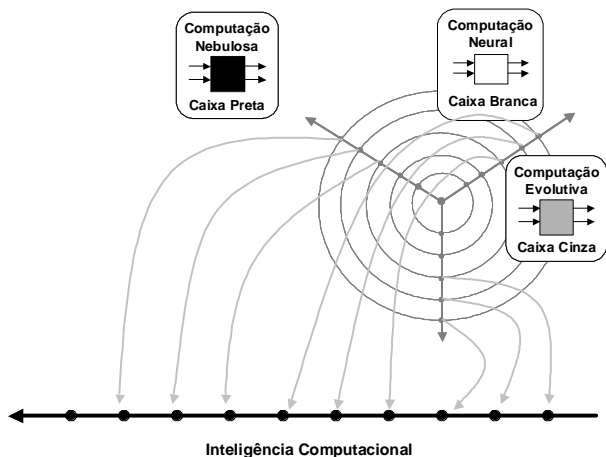 Computação
Nebulosa
Caixa Preta
Computação
Neural
Caixa Branca
Computação
Evolutiva
Caixa Cinza
Inteligência Computacional